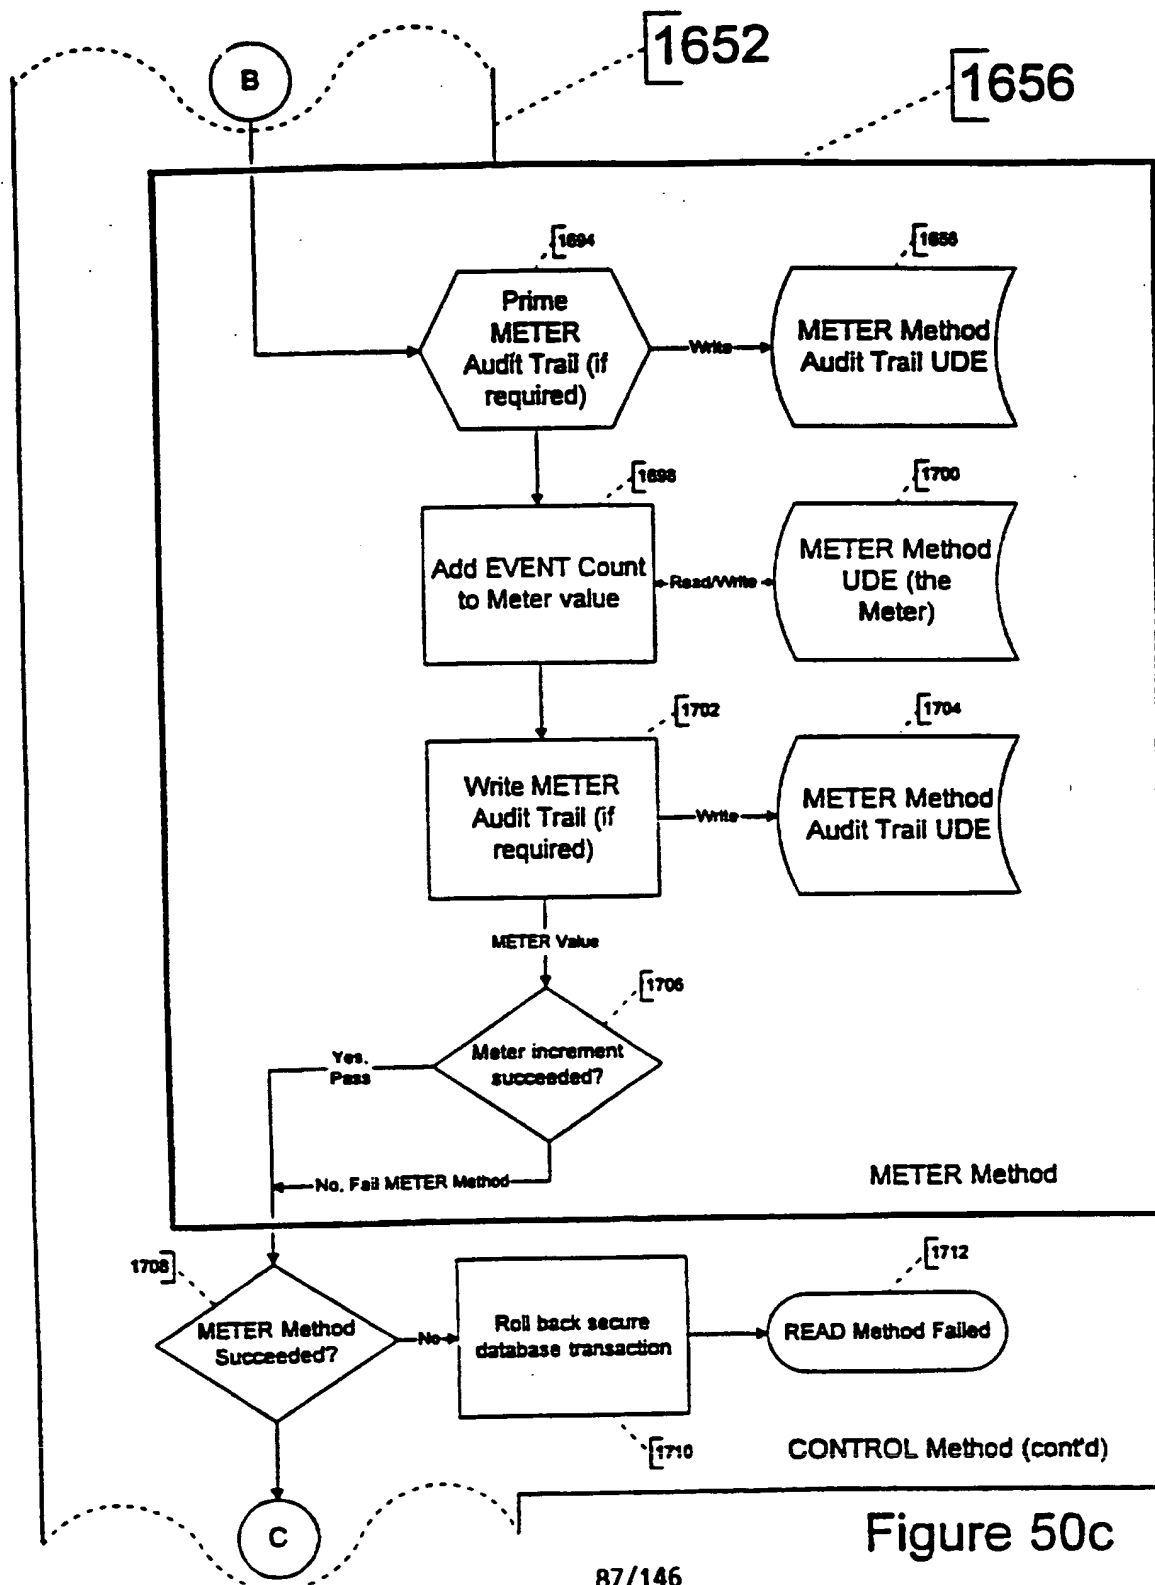 1652
1656
B
1694
1656
Prime
METER
Audit Trail (if
required)
Write
METER Method
Audit Trail UDE
1698
1700
Add EVENT Count
to Meter value
Read/Write
METER Method
UDE (the
Meter)
1702
1704
Write METER
Audit Trail (if
required)
Write
METER Method
Audit Trail UDE
METER Value
1706
Meter increment
succeeded?
Yes,
Pass
No, Fail METER Method
METER Method
1708
1712
METER Method
Succeeded?
No
Roll back secure
database transaction
READ Method Failed
1710
CONTROL Method (cont'd)
C
Figure 50c
87/146